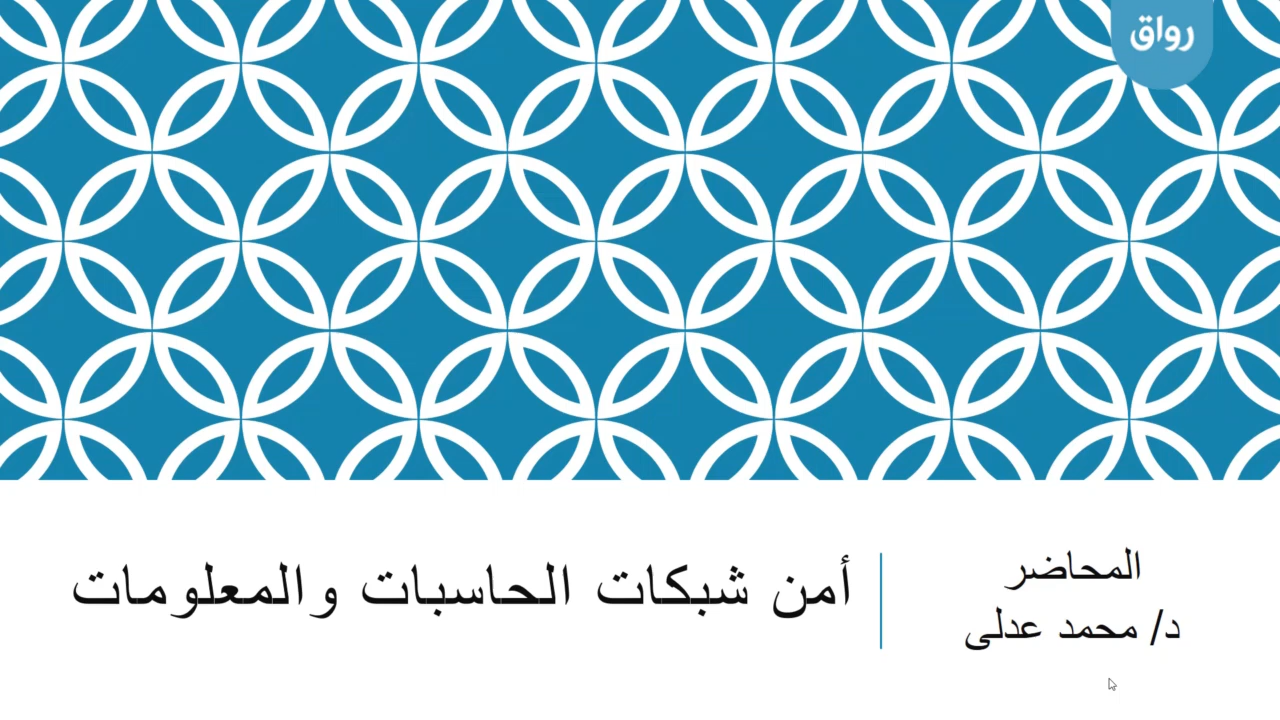 رواق
أمن شبكات الحاسبات والمعلومات
المحاضر
د/ محمد عدلى